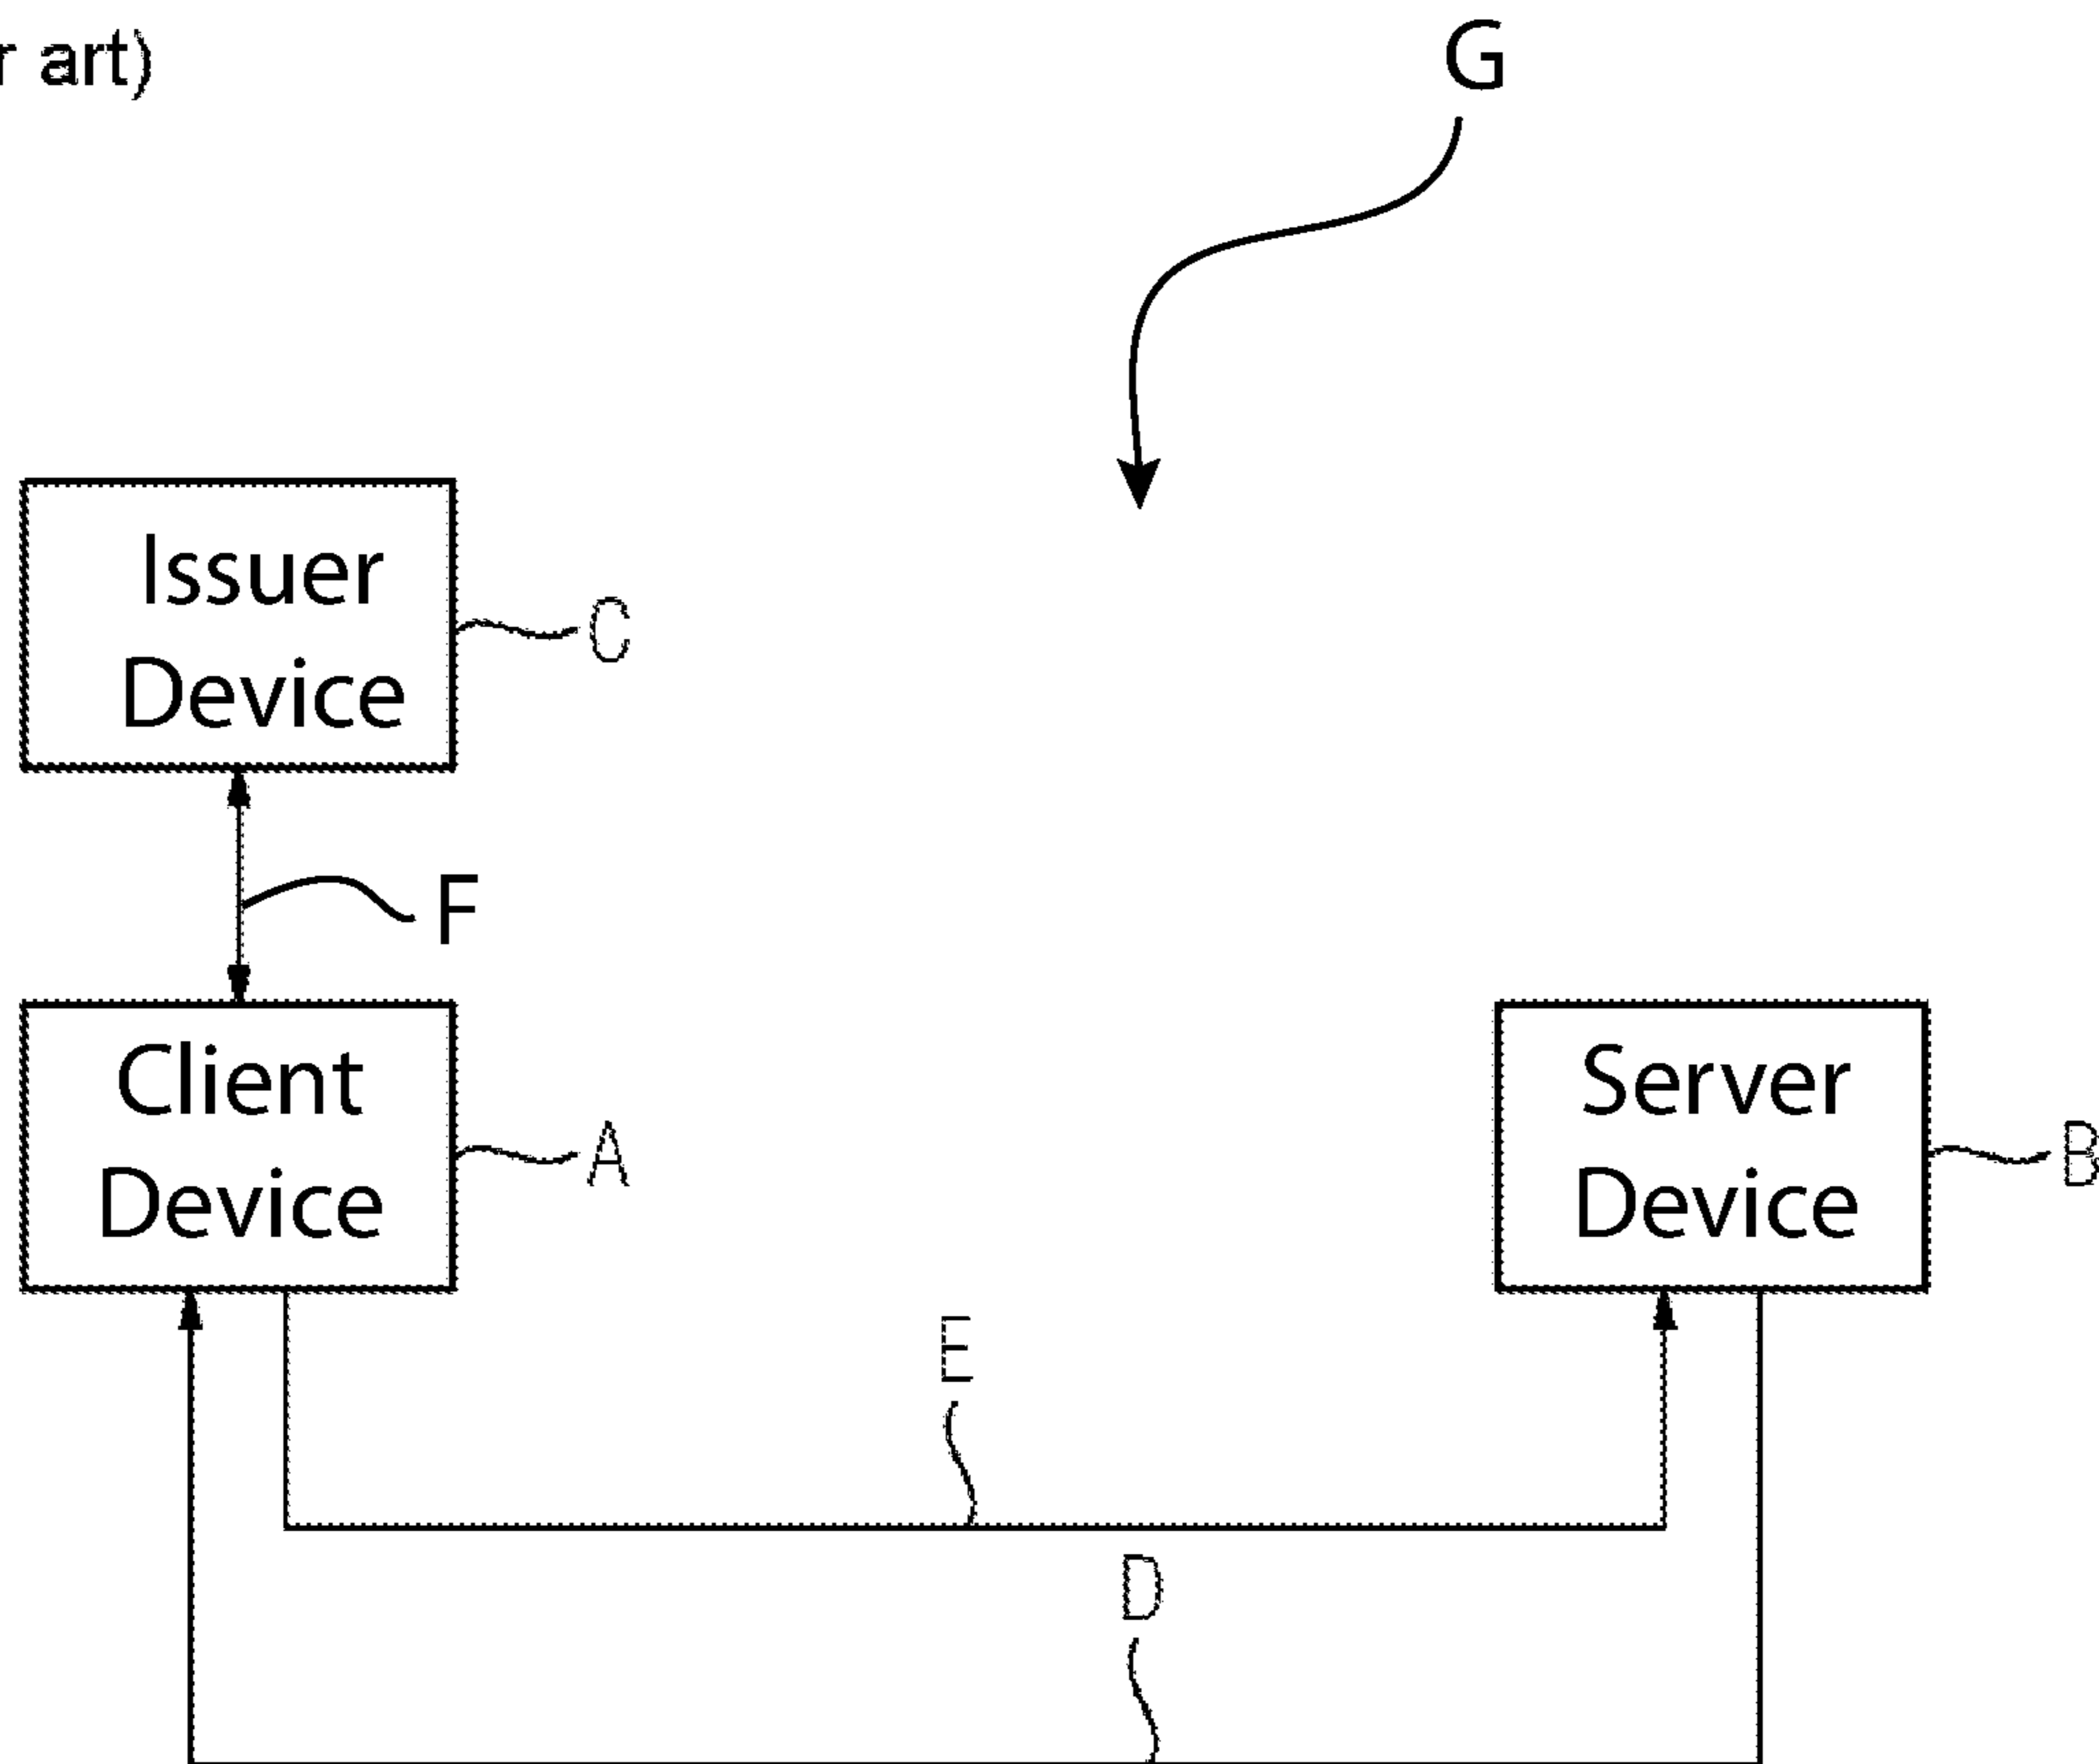 r art)
G
Issuer
Device
C
F
Client
Device
A
Server
Device
B
E
D